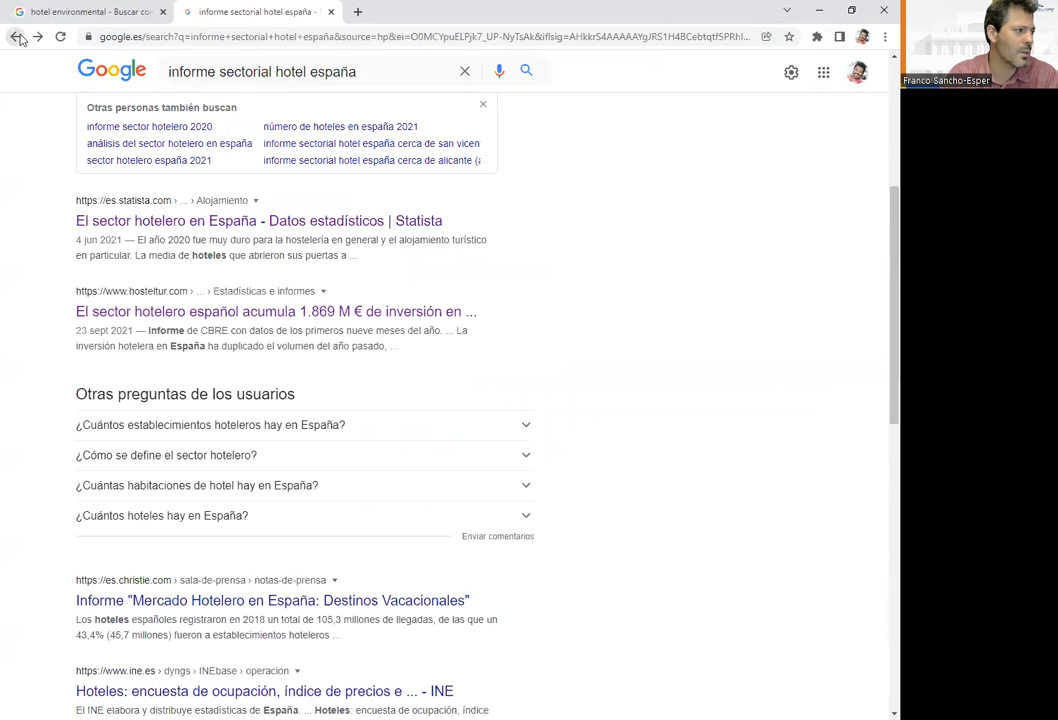 hotel environmental - Buscar con
informe sectorial hotel españa -
google.es/search?q=informe+sectorial+hotel+españa&source=hp&ei=O0MCYpuELPjk7_UP-NyTsAk&iflsig=AHkkrS4AAAAAYgJRS1H4BCebtqtf5PRhl...
Google
informe sectorial hotel españa
Franco Sancho-Esper
Otras personas también buscan
informe sector hotelero 2020
número de hoteles en españa 2021
análisis del sector hotelero en españa
informe sectorial hotel españa cerca de san vicen
sector hotelero españa 2021
informe sectorial hotel españa cerca de alicante (a
https://es.statista.com › ... › Alojamiento
El sector hotelero en España - Datos estadísticos | Statista
4 jun 2021 — El año 2020 fue muy duro para la hostelería en general y el alojamiento turístico
en particular. La media de hoteles que abrieron sus puertas a ...
https://www.hosteltur.com › ... › Estadísticas e informes
El sector hotelero español acumula 1.869 M € de inversión en ...
23 sept 2021 — Informe de CBRE con datos de los primeros nueve meses del año. ... La
inversión hotelera en España ha duplicado el volumen del año pasado, ...
Otras preguntas de los usuarios
¿Cuántos establecimientos hoteleros hay en España?
¿Cómo se define el sector hotelero?
¿Cuántas habitaciones de hotel hay en España?
¿Cuántos hoteles hay en España?
Enviar comentarios
https://es.christie.com › sala-de-prensa › notas-de-prensa
Informe "Mercado Hotelero en España: Destinos Vacacionales"
Los hoteles españoles registraron en 2018 un total de 105,3 millones de llegadas, de las que un
43,4% (45,7 millones) fueron a establecimientos hoteleros ...
https://www.ine.es › dyngs › INEbase › operacion
Hoteles: encuesta de ocupación, índice de precios e ... - INE
El INE elabora y distribuye estadísticas de España. ... Hoteles: encuesta de ocupación, índice